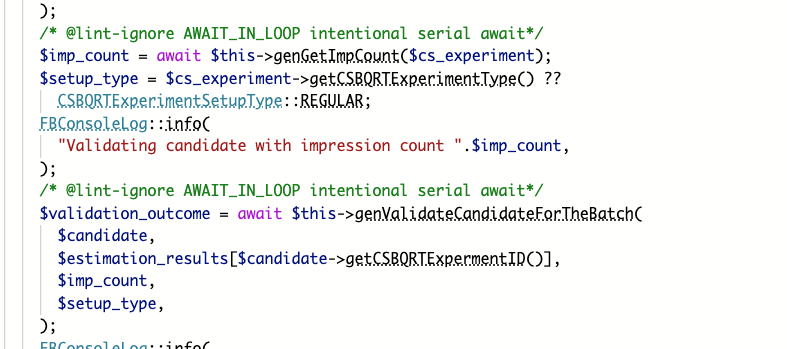 );
/* @lint-ignore AWAIT_IN_LOOP intentional serial await*/
$imp_count = await $this->genGetImpCount($cs_experiment);
$setup_type = $cs_experiment->getCSBQRTExperimentType() ??
CSBQRTExperimentSetupType::REGULAR;
FBConsoleLog::info(
"Validating candidate with impression count ".$imp_count,
);
/* @lint-ignore AWAIT_IN_LOOP intentional serial await*/
$validation_outcome = await $this->genValidateCandidateForTheBatch(
$candidate,
$estimation_results[$candidate->getCSBQRTExpermentID()],
$imp_count,
$setup_type,
);
FBConsoleLog::info(